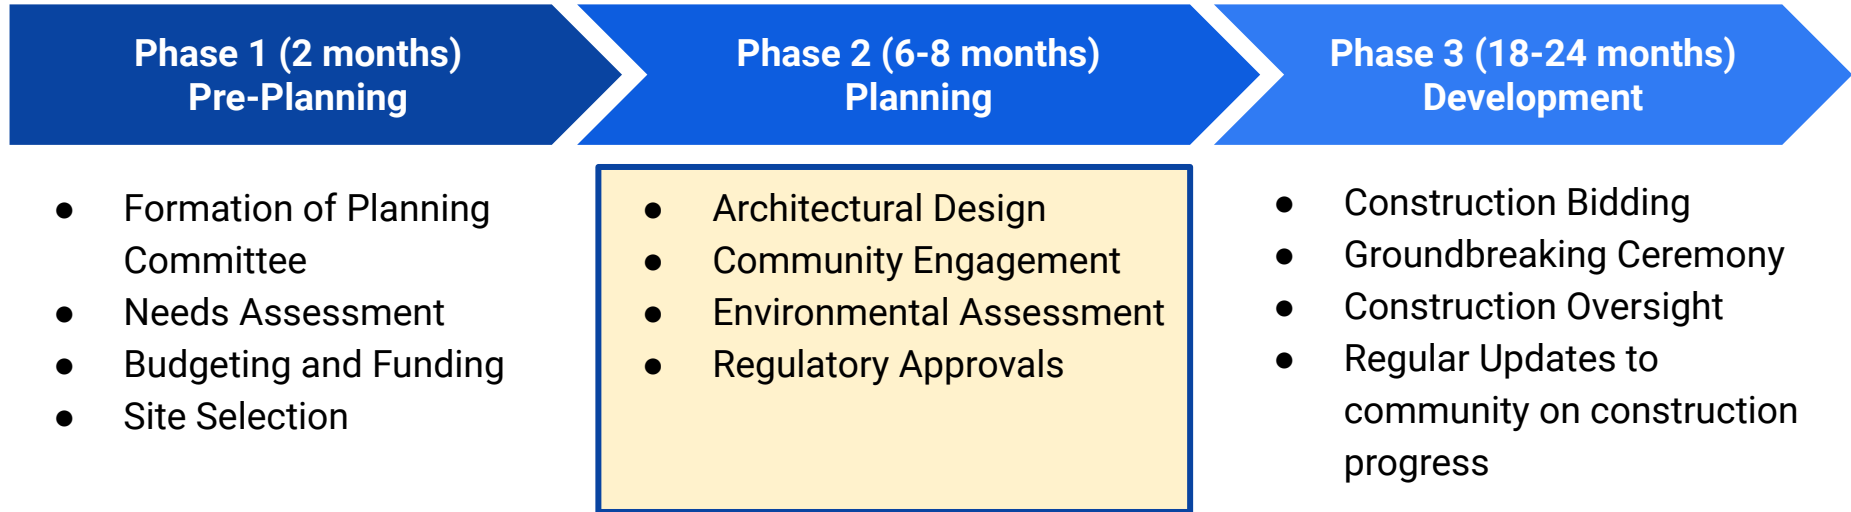 Phase 1 (2 months)
Pre-Planning
Phase 2 (6-8 months)
Planning
Phase 3 (18-24 months)
Development
● Formation of Planning
Committee
● Needs Assessment
● Budgeting and Funding
● Site Selection
● Architectural Design
● Community Engagement
● Environmental Assessment
● Regulatory Approvals
● Construction Bidding
● Groundbreaking Ceremony
● Construction Oversight
● Regular Updates to
community on construction
progress